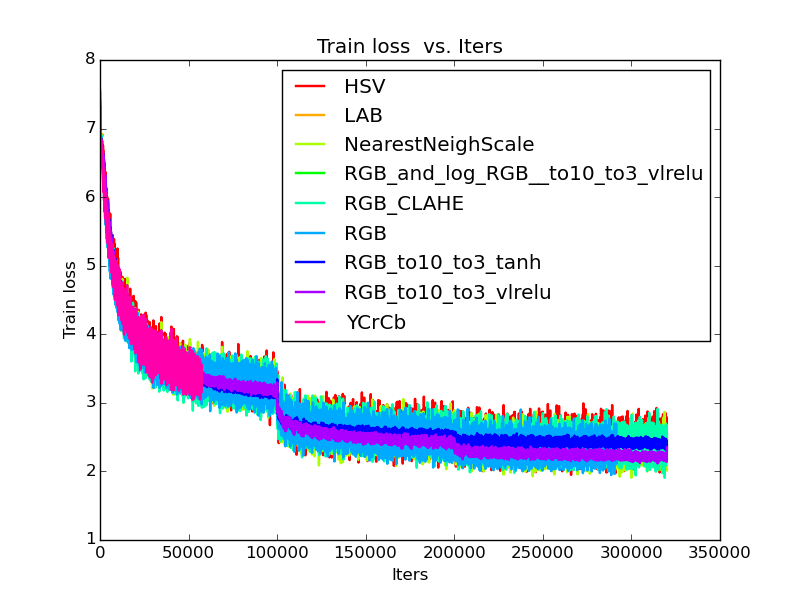 Train loss  vs. Iters
8
7
6
5
4
3
2
1
Train loss
HSV
LAB
NearestNeighScale
RGB_and_log_RGB__to10_to3_vlrelu
RGB_CLAHE
RGB
RGB_to10_to3_tanh
RGB_to10_to3_vlrelu
YCrCb
0 50000 100000 150000 200000 250000 300000 350000
Iters